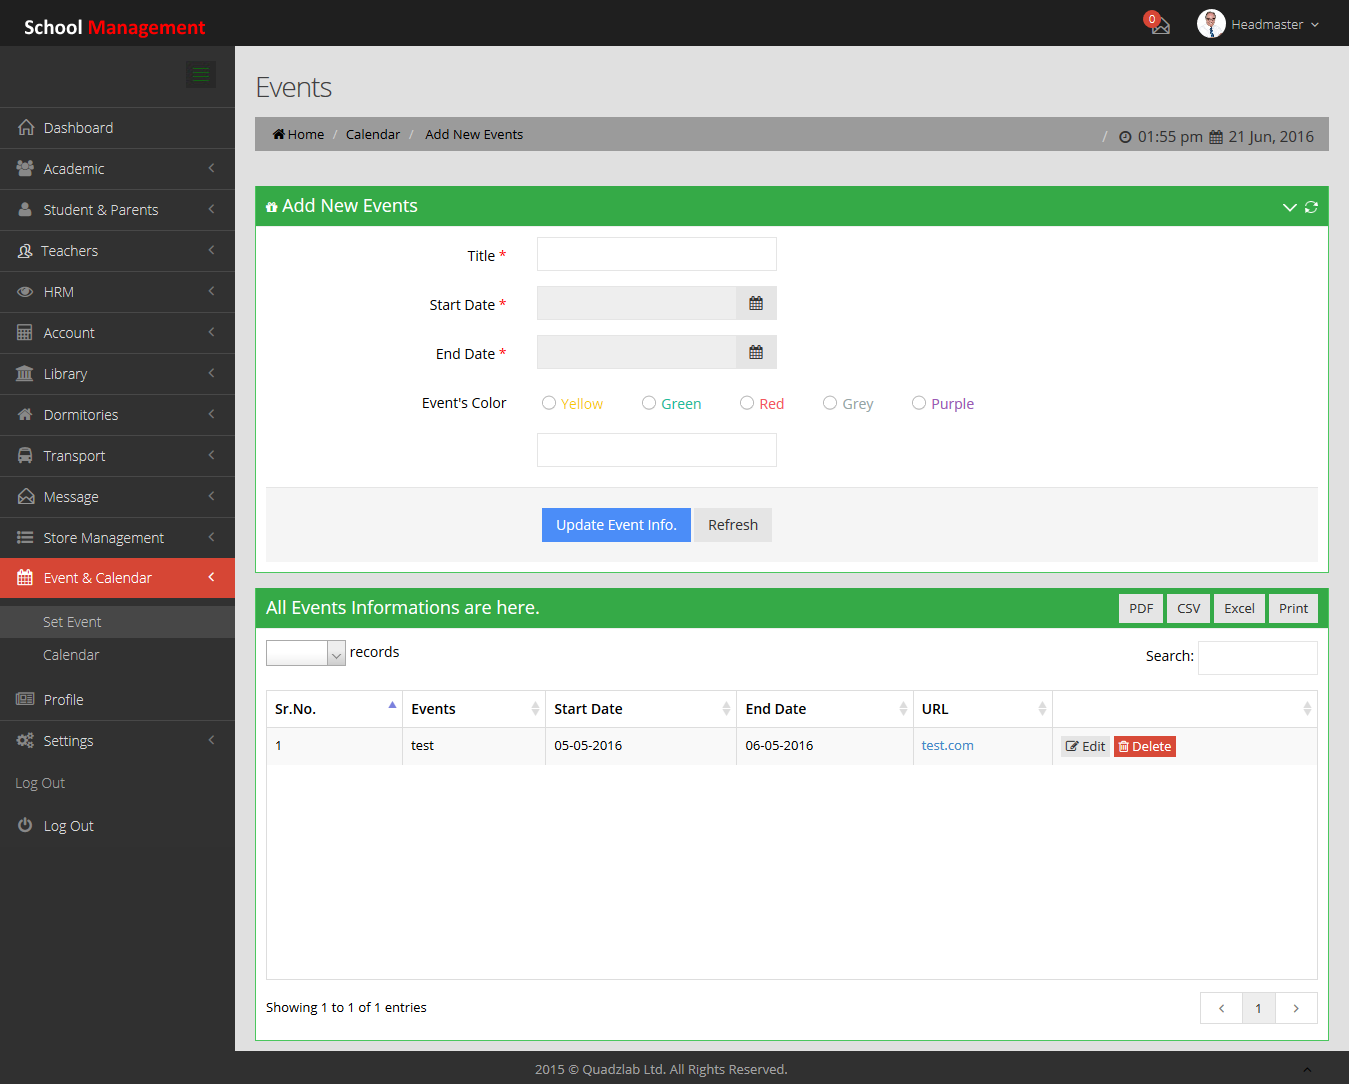 School Management
0
Headmaster
Dashboard
Academic
Student & Parents
Teachers
HRM
Account
Library
Dormitories
Transport
Message
Store Management
Event & Calendar
Set Event
Calendar
Profile
Settings
Log Out
Log Out
Events
Home / Calendar / Add New Events
/ 01:55 pm 21 Jun, 2016
Add New Events
Title *
Start Date *
End Date *
Event's Color Yellow Green Red Grey Purple
Update Event Info. Refresh
All Events Informations are here. PDF CSV Excel Print
records Search:
Sr.No. Events Start Date End Date URL
1 test 05-05-2016 06-05-2016 test.com Edit Delete
Showing 1 to 1 of 1 entries 1
2015 © Quadzlab Ltd. All Rights Reserved.